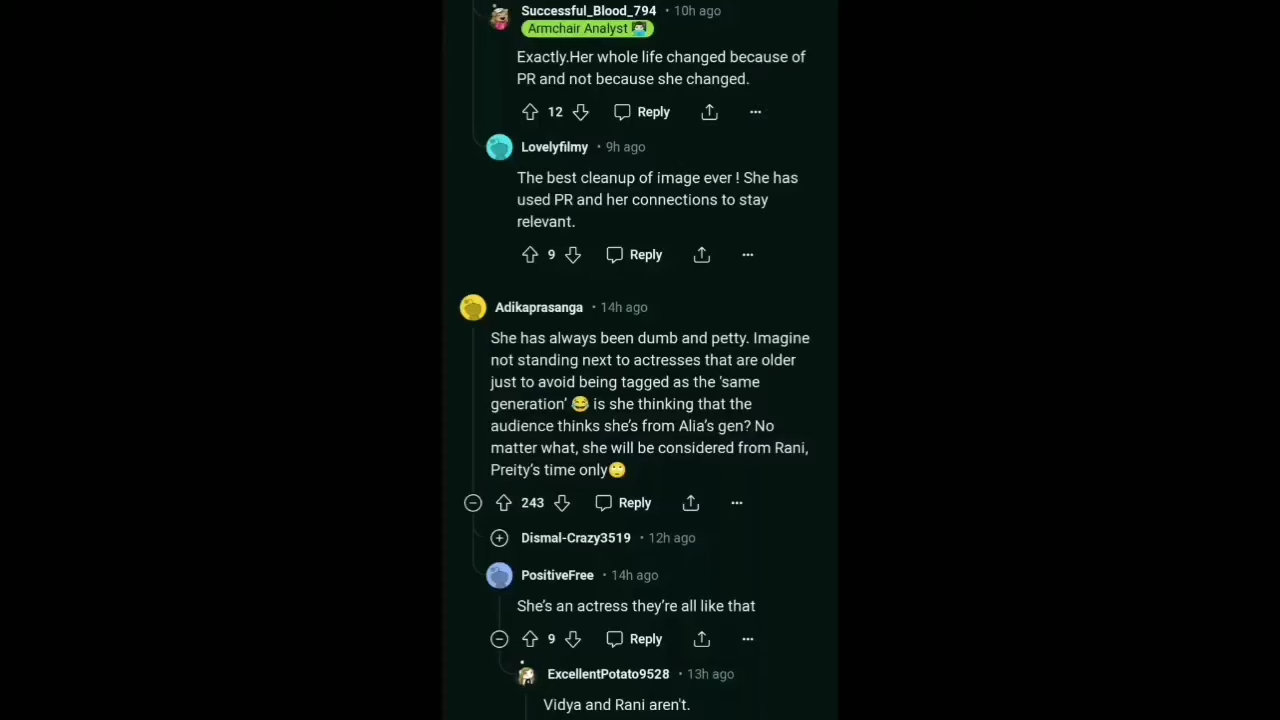 Successful_Blood_794 • 10h ago
Armchair Analyst 👨🏻‍💻
Exactly.Her whole life changed because of
PR and not because she changed.
12 Reply
Lovelyfilmy • 9h ago
The best cleanup of image ever ! She has
used PR and her connections to stay
relevant.
9 Reply
Adikaprasanga • 14h ago
She has always been dumb and petty. Imagine
not standing next to actresses that are older
just to avoid being tagged as the 'same
generation’ 😂 is she thinking that the
audience thinks she’s from Alia’s gen? No
matter what, she will be considered from Rani,
Preity’s time only🙄
243 Reply
Dismal-Crazy3519 • 12h ago
PositiveFree • 14h ago
She’s an actress they’re all like that
9 Reply
ExcellentPotato9528 • 13h ago
Vidya and Rani aren't.